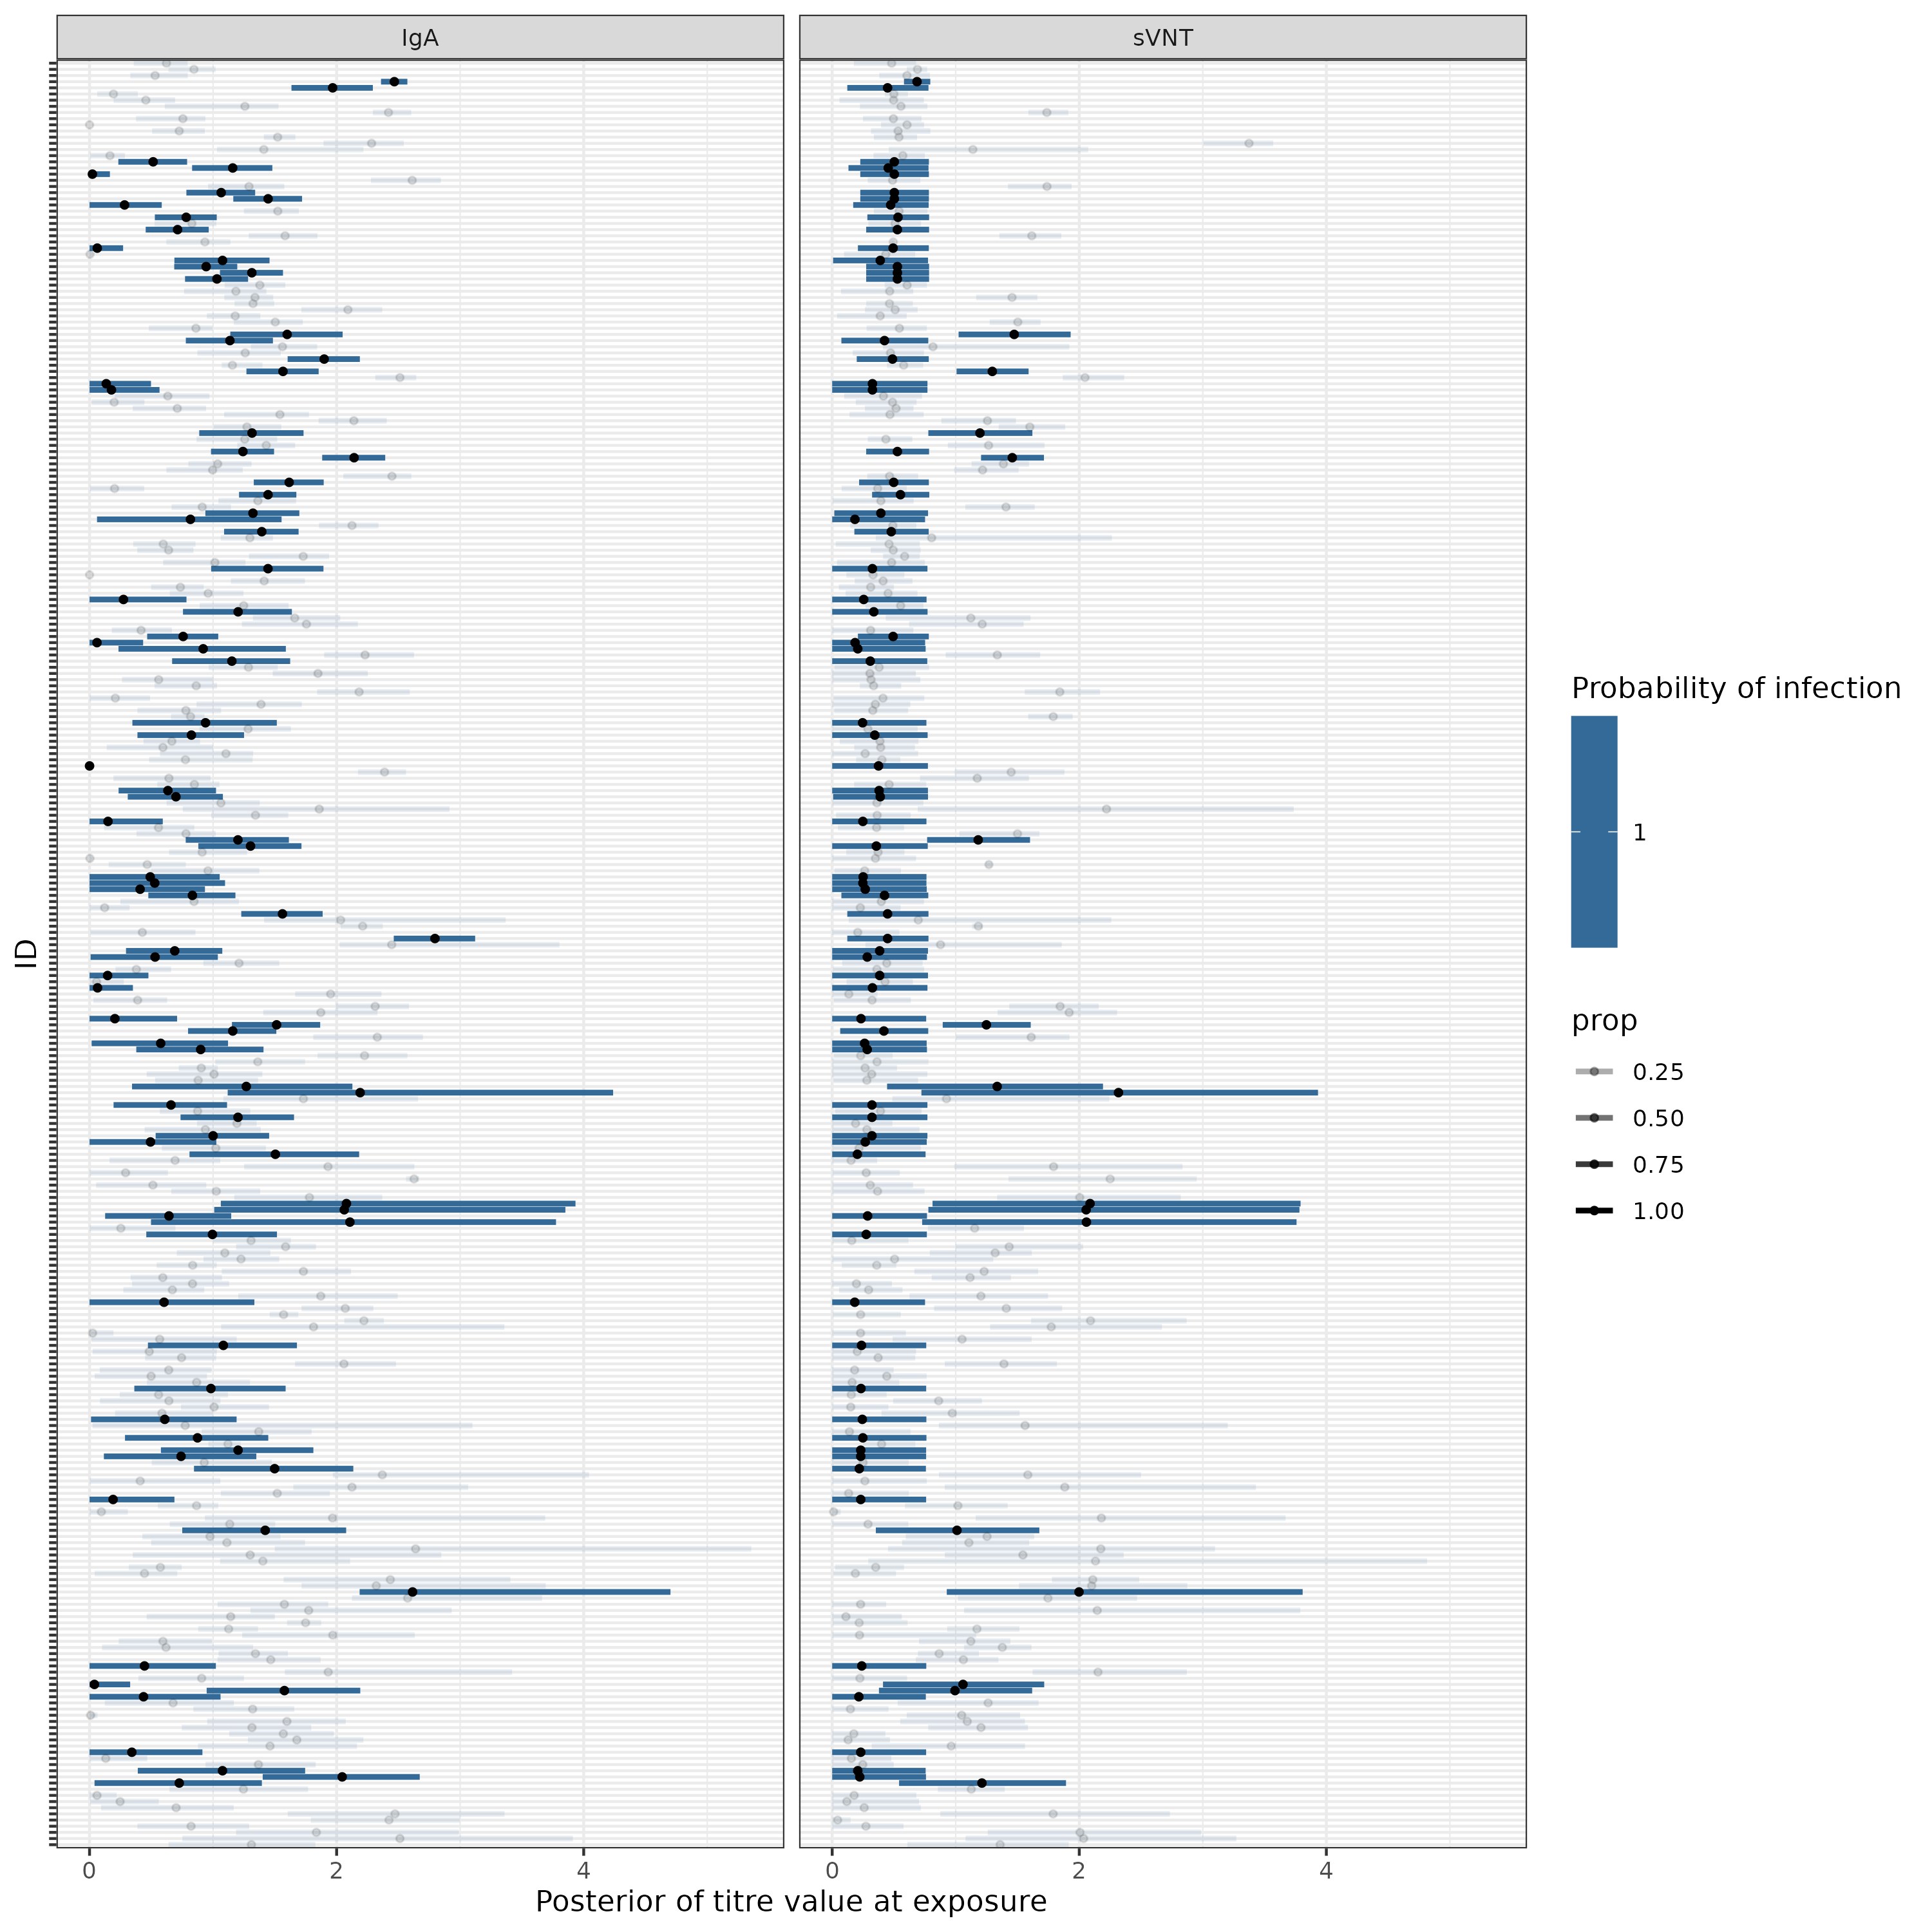 IgA
sVNT
ID
0
2
4
0
2
4
Posterior of titre value at exposure
Probability of infection
1
prop
0.25
0.50
0.75
1.00